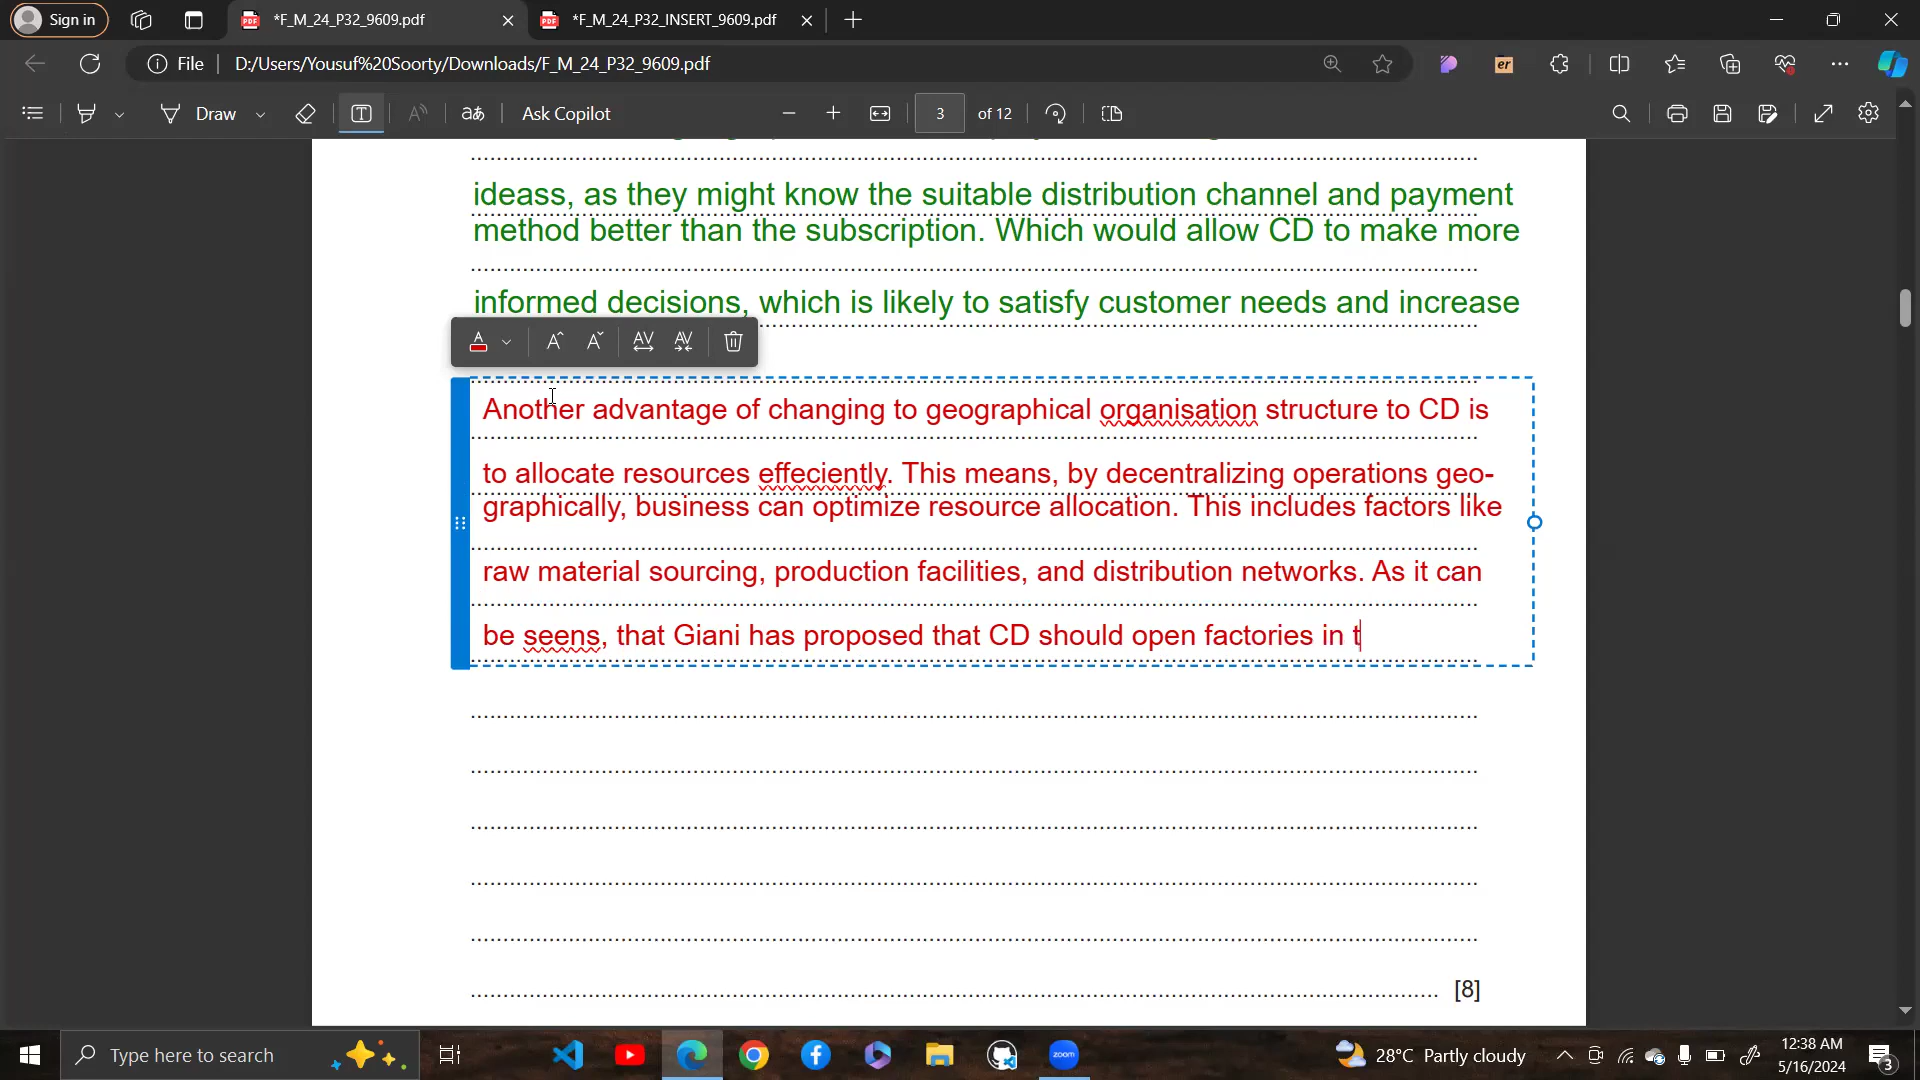 Sign in
*F_M_24_P32_9609.pdf
*F_M_24_P32_INSERT_9609.pdf
File
D:/Users/Yousuf%20Soorty/Downloads/F_M_24_P32_9609.pdf
er
Draw
aあ
Ask Copilot
3 of 12
ideass, as they might know the suitable distribution channel and payment
method better than the subscription. Which would allow CD to make more
informed decisions, which is likely to satisfy customer needs and increase
Another advantage of changing to geographical organisation structure to CD is
to allocate resources effeciently. This means, by decentralizing operations geo-
graphically, business can optimize resource allocation. This includes factors like
raw material sourcing, production facilities, and distribution networks. As it can
be seens, that Giani has proposed that CD should open factories in t
[8]
Type here to search
zoom
28°C Partly cloudy
12:38 AM
5/16/2024
3